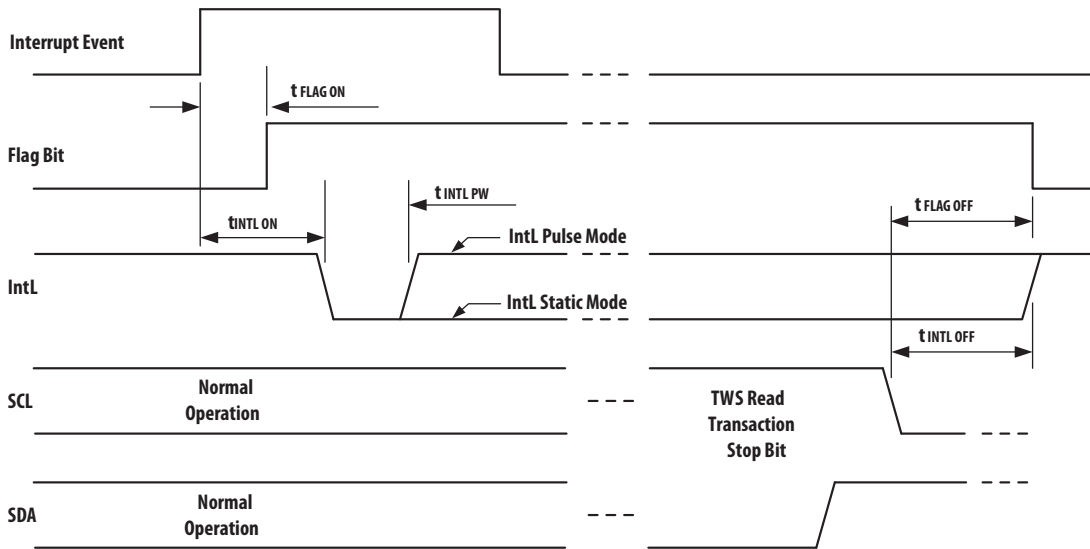 Interrupt Event
t FLAG ON
Flag Bit
t INTL PW
t FLAG OFF
tINTL ON
IntL Pulse Mode
IntL
IntL Static Mode
t INTL OFF
SCL
Normal
Operation
TWS Read
Transaction
Stop Bit
SDA
Normal
Operation